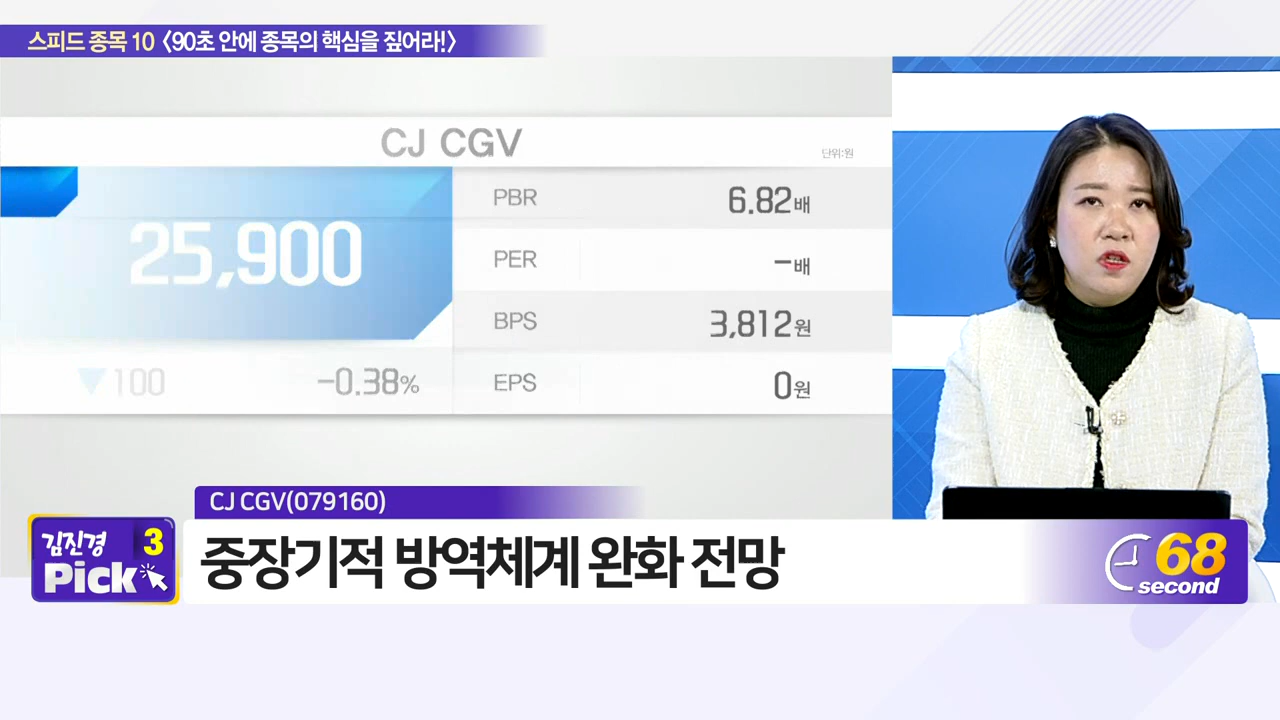 스피드 종목 10 〈90초 안에 종목의 핵심을 짚어라!〉
CJ CGV
단위:원
25,900
▼100 -0.38%
PBR 6.82배
PER -배
BPS 3,812원
EPS 0원
CJ CGV(079160)
김진경 3
Pick
중장기적 방역체계 완화 전망
68
second